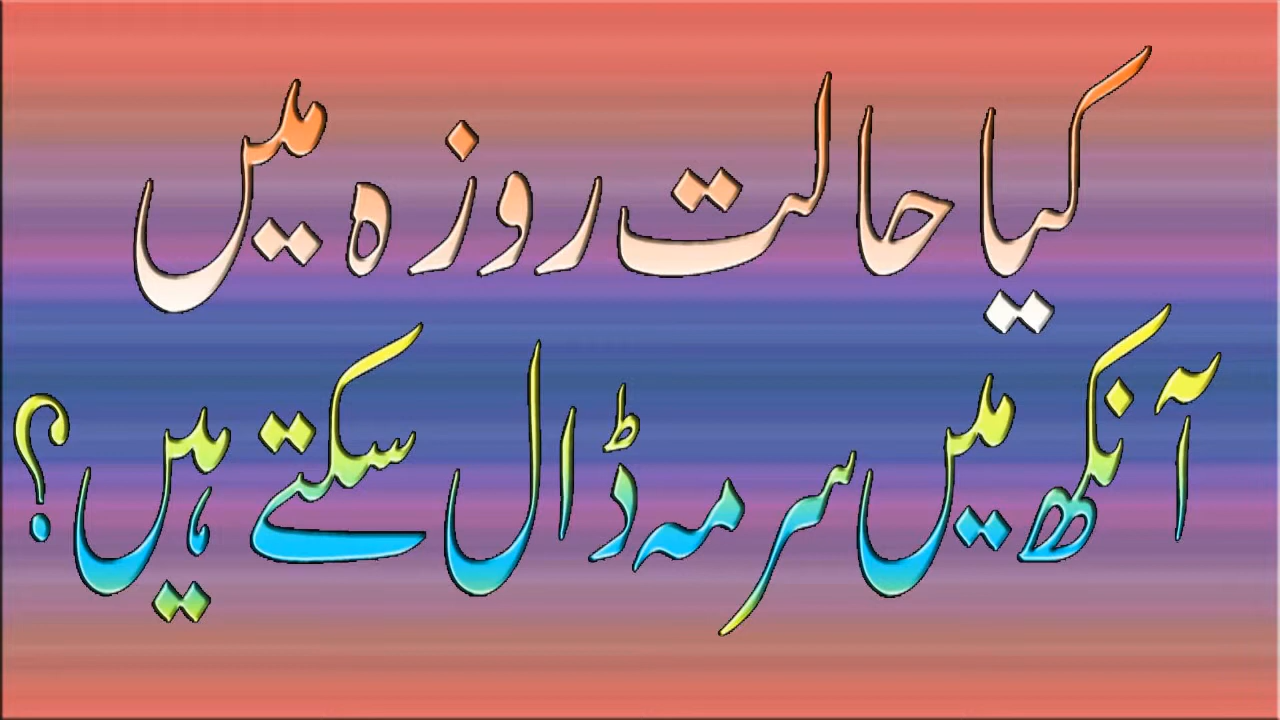 کیا حالت روزہ میں
آنکھ میں سرمہ ڈال سکتے ہیں؟